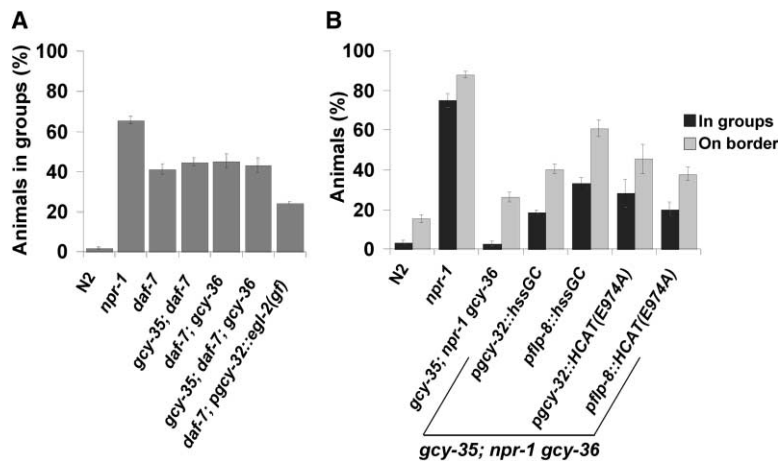 A
Animals in groups (%)
100
80
60
40
20
0
N2
npr-1
daf-7
gcy-35; daf-7
daf-7; gcy-36
gcy-35; daf-7; gcy-36
daf-7; pgcy-32::egl-2(gf)
B
Animals (%)
100
80
60
40
20
0
In groups
On border
N2
npr-1
gcy-35; npr-1 gcy-36
pgcy-32::hssGC
pflp-8::hssGC
pgcy-32::HCAT(E974A)
pflp-8::HCAT(E974A)
gcy-35; npr-1 gcy-36